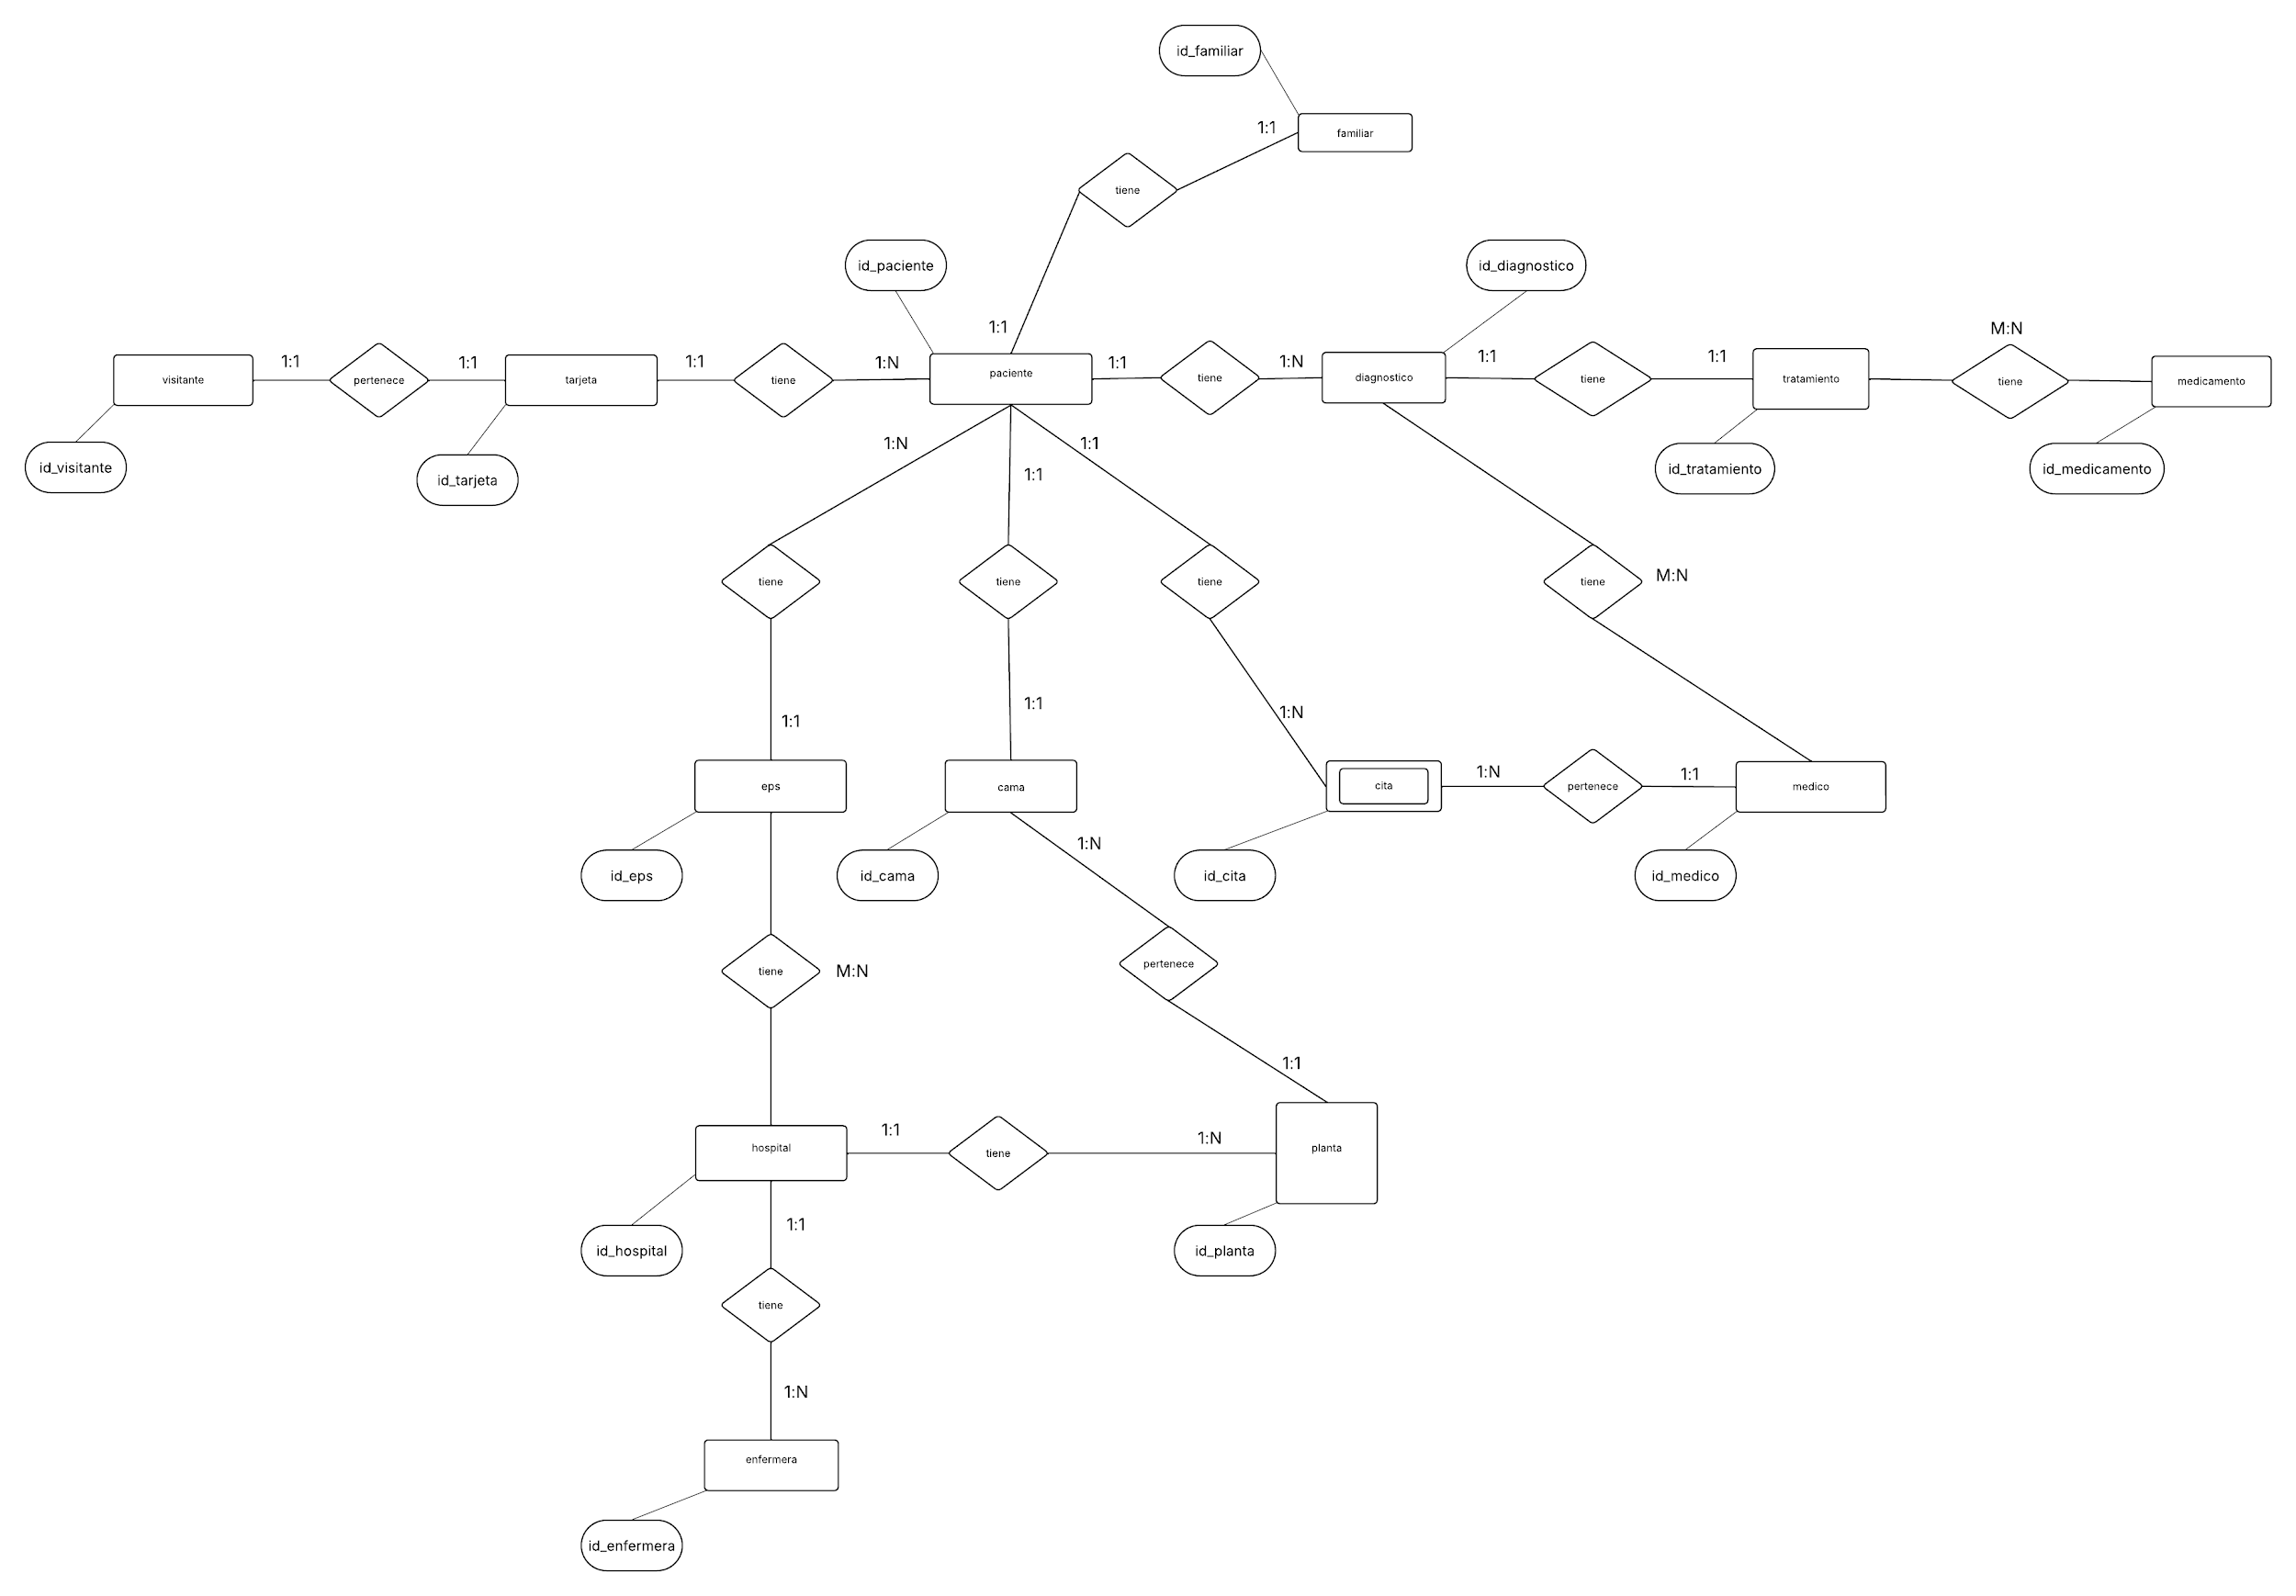 id_familiar
1:1
familiar
tiene
id_paciente
id_diagnostico
1:1
M:N
visitante
1:1
pertenece
1:1
tarjeta
1:1
tiene
1:N
paciente
1:1
tiene
1:N
diagnostico
1:1
tiene
1:1
tratamiento
tiene
medicamento
id_visitante
id_tarjeta
1:N
1:1
1:1
id_tratamiento
id_medicamento
tiene
tiene
tiene
tiene
M:N
1:1
1:1
1:N
eps
cama
cita
1:N
pertenece
1:1
medico
id_eps
id_cama
1:N
id_cita
id_medico
tiene
M:N
pertenece
1:1
hospital
1:1
tiene
1:N
planta
id_hospital
1:1
id_planta
tiene
1:N
enfermera
id_enfermera